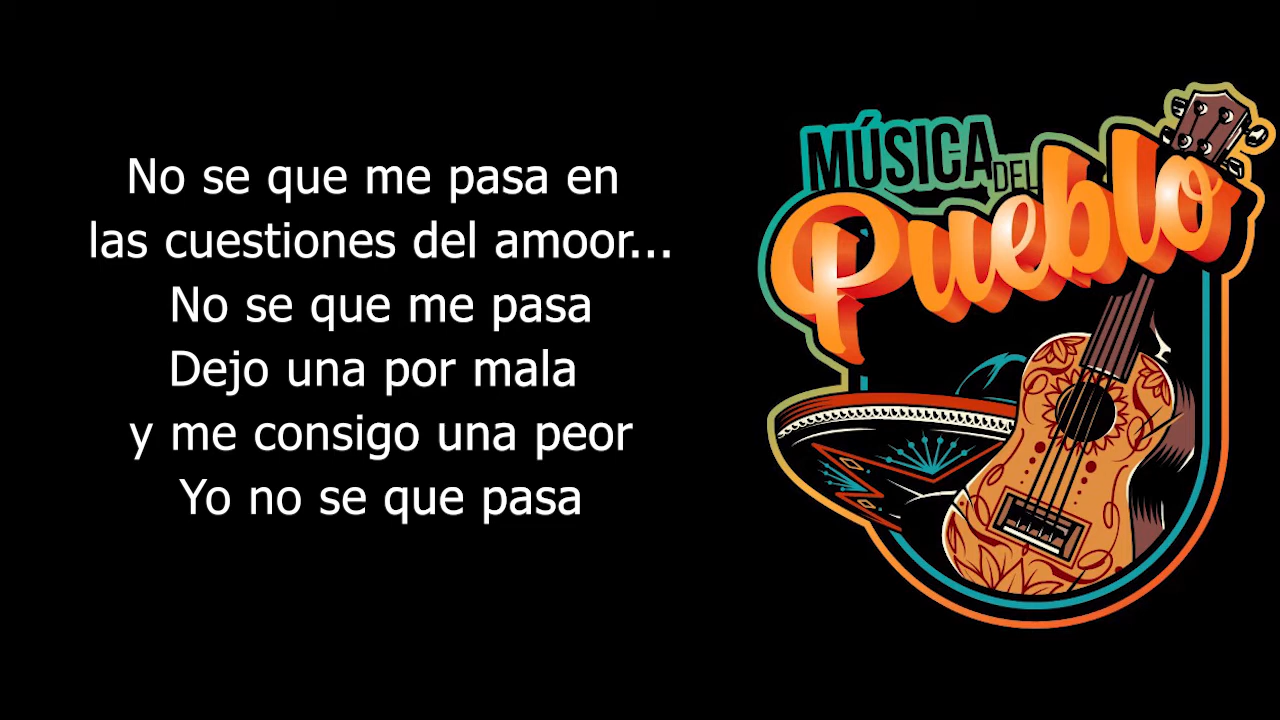 No se que me pasa en
las cuestiones del amoor...
No se que me pasa
Dejo una por mala
y me consigo una peor
Yo no se que pasa
MÚSICA DEL
Pueblo